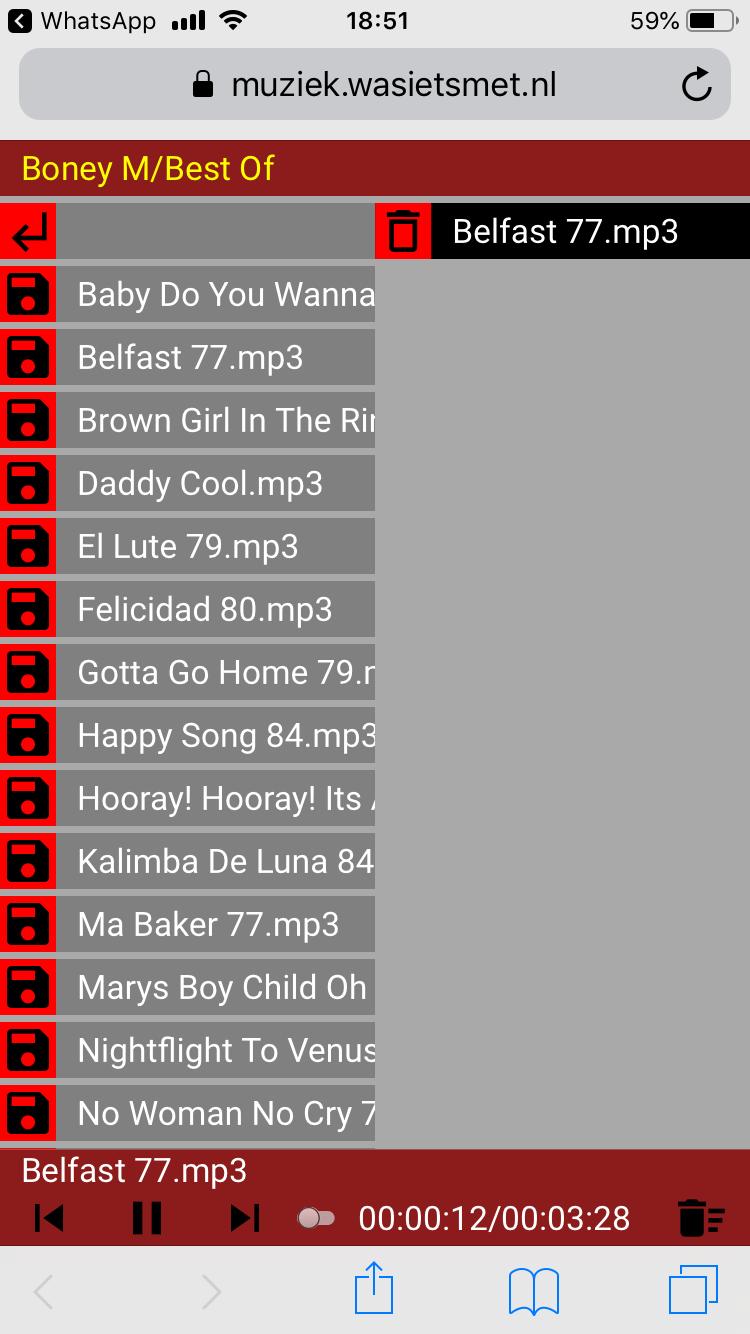 WhatsApp 18:51 59%
muziek.wasietsmet.nl
Boney M/Best Of
Belfast 77.mp3
Baby Do You Wanna
Belfast 77.mp3
Brown Girl In The
Daddy Cool.mp3
El Lute 79.mp3
Felicidad 80.mp3
Gotta Go Home 79.
Happy Song 84.mp3
Hooray! Hooray! Its
Kalimba De Luna 84
Ma Baker 77.mp3
Marys Boy Child Oh
Nightflight To Venus
No Woman No Cry 7
Belfast 77.mp3
00:00:12/00:03:28